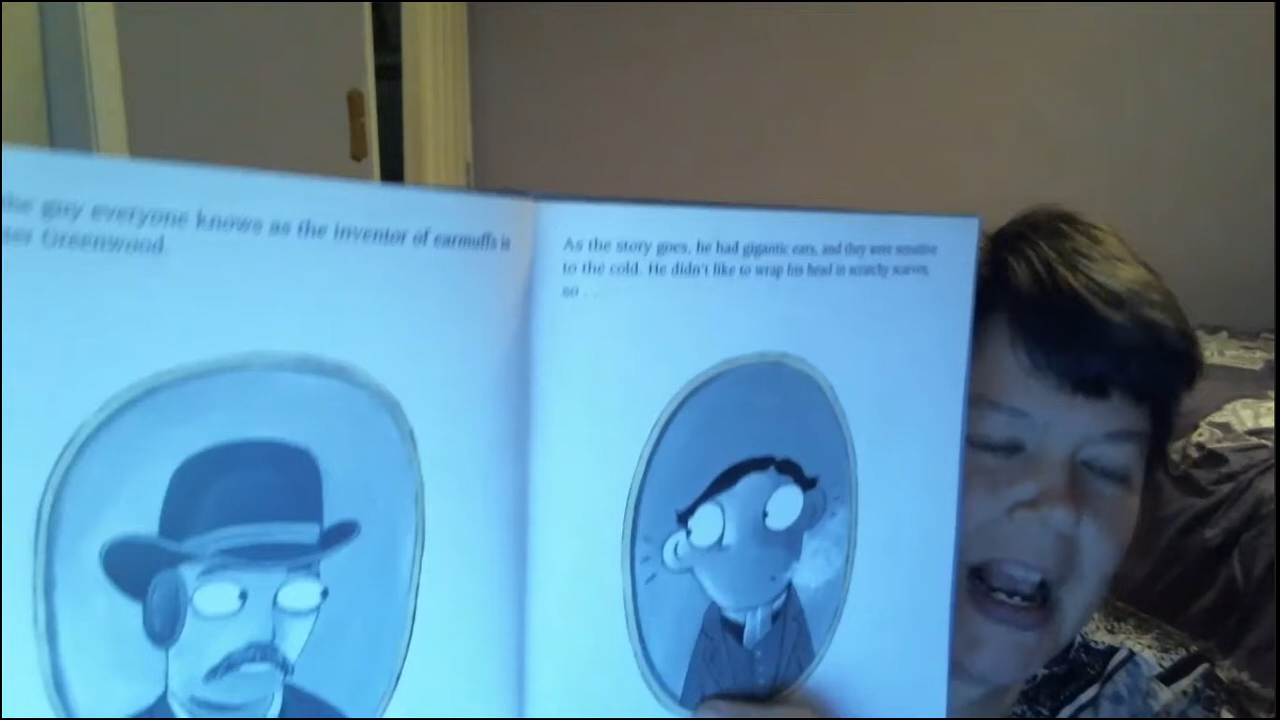 the guy everyone knows as the inventor of earmuffs is
Greenwood.
As the story goes, he had gigantic ears, and they were sensitive
to the cold. He didn't like to wrap his head in scratchy scarves,
so . . .